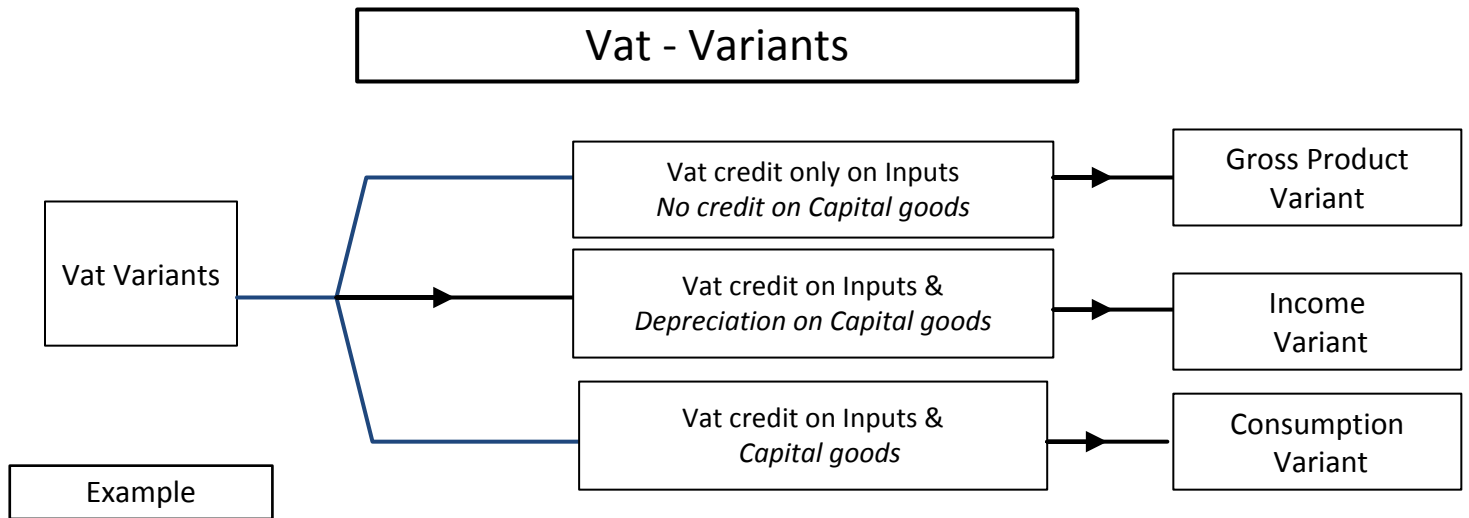 Vat - Variants
Vat Variants
Vat credit only on Inputs
No credit on Capital goods
Gross Product
Variant
Vat credit on Inputs &
Depreciation on Capital goods
Income
Variant
Vat credit on Inputs &
Capital goods
Consumption
Variant
Example